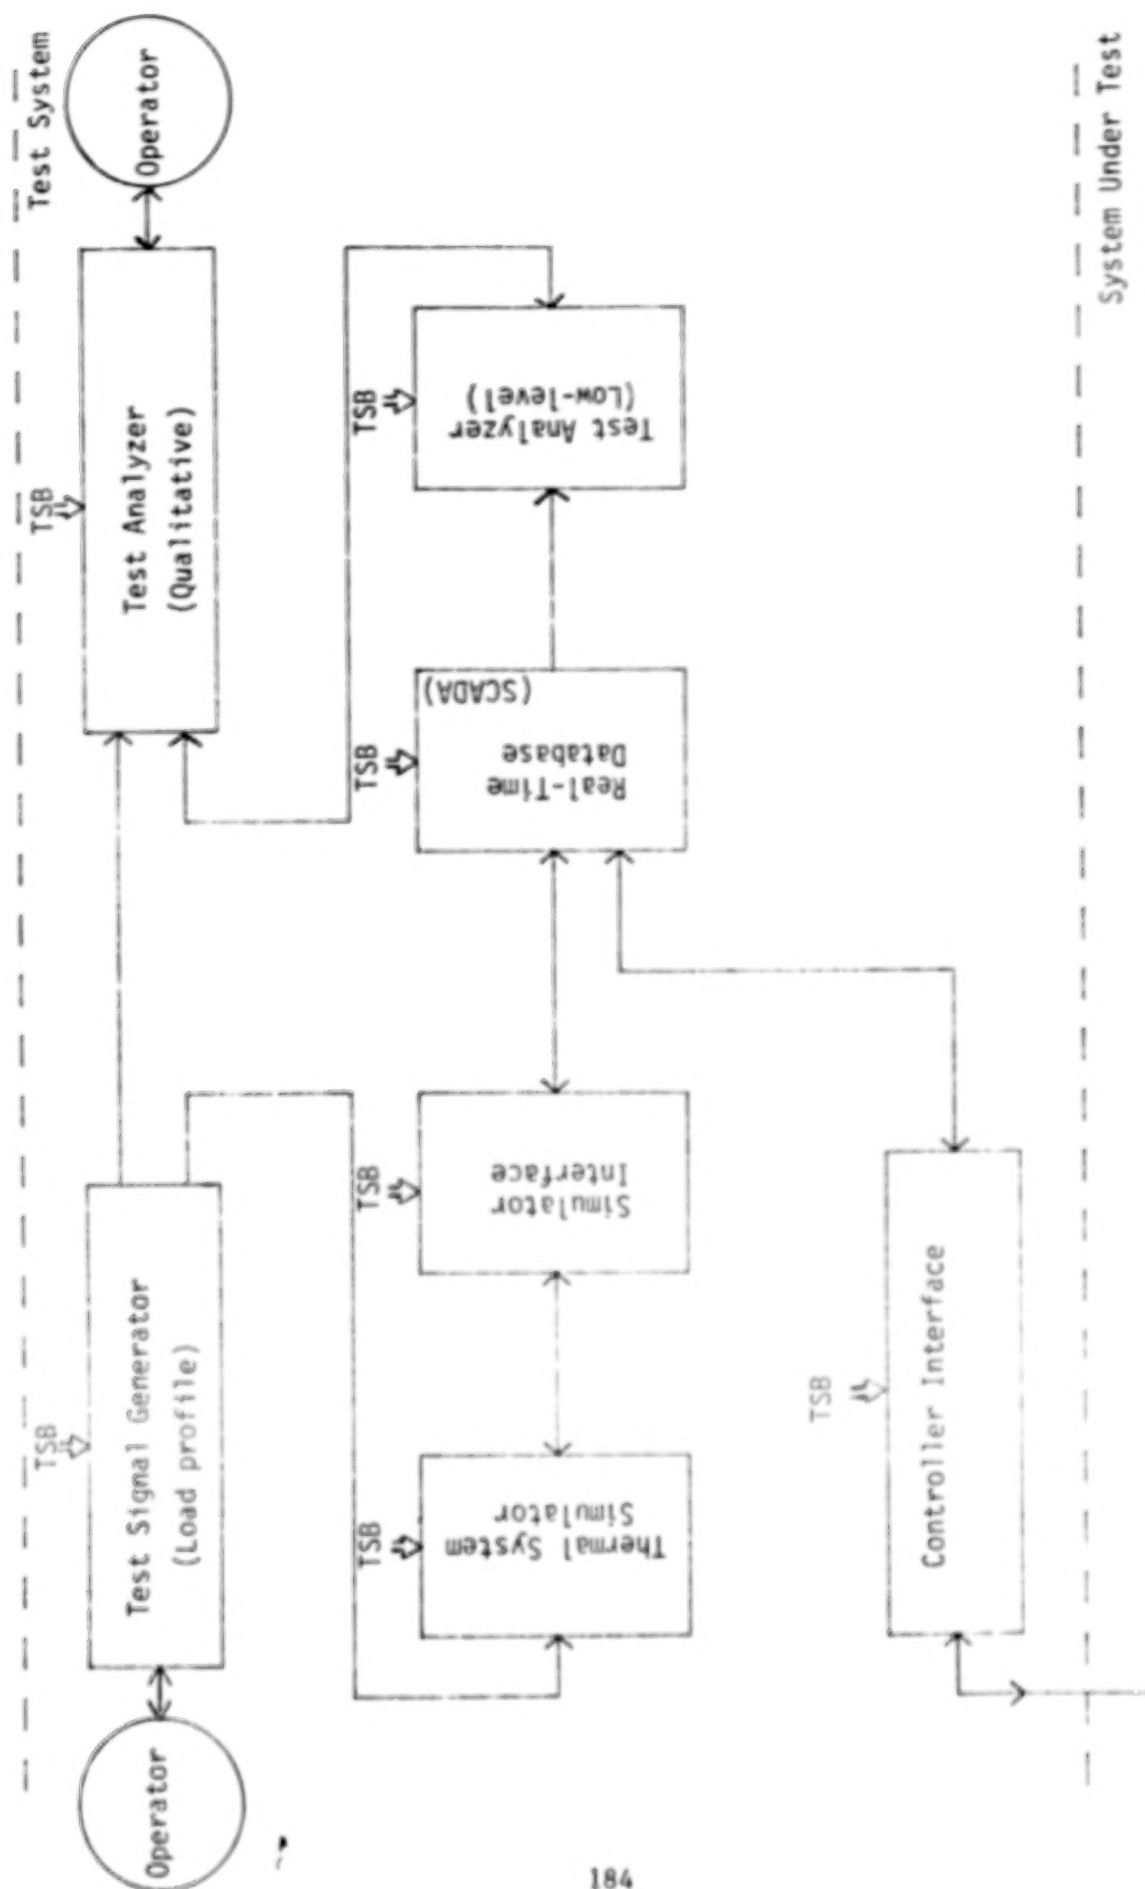 Test System
Operator
TSB
Test Signal Generator
(Load profile)
TSB
Test Analyzer
(Qualitative)
Operator
TSB
Thermal System
Simulator
TSB
Simulator
Interface
TSB
Real-Time
Database
(SCADA)
TSB
Test Analyzer
(Low-level)
TSB
Controller Interface
System Under Test
184